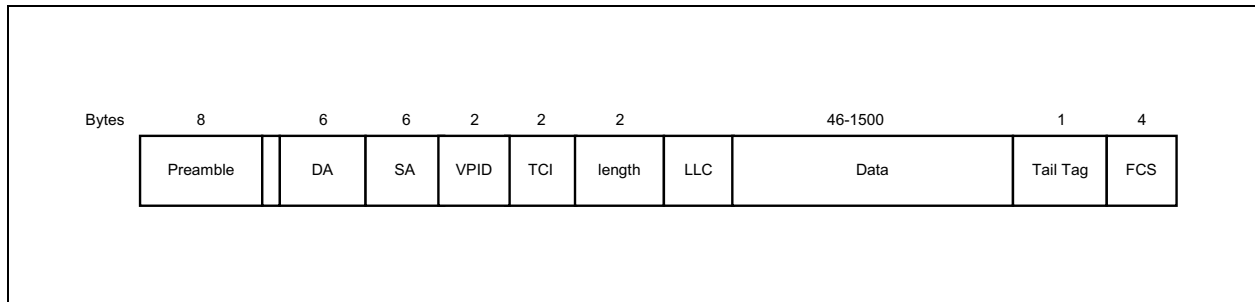 Bytes 8 6 6 2 2 2 46-1500 1 4
Preamble DA SA VPID TCI length LLC Data Tail Tag FCS